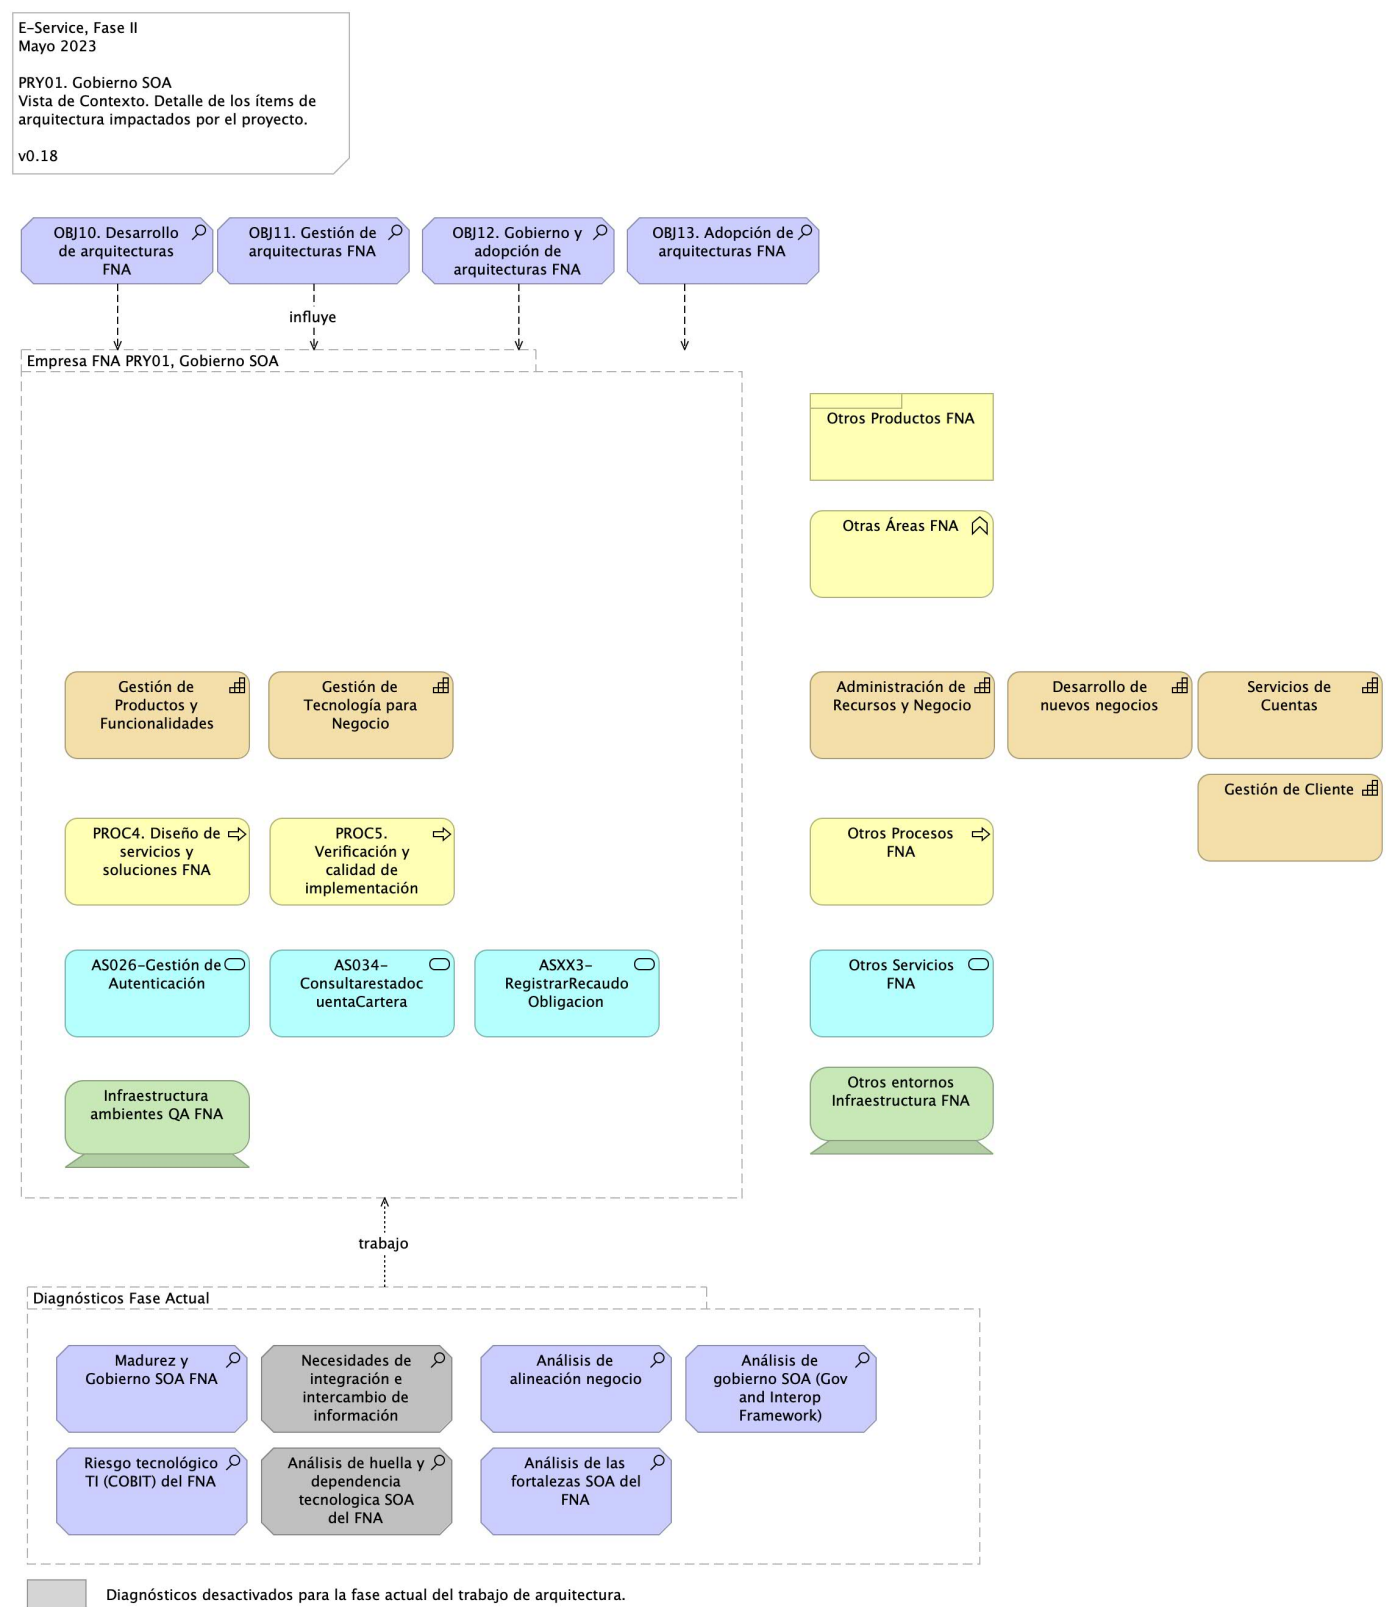 E-Service, Fase II
Mayo 2023
PRY01. Gobierno SOA
Vista de Contexto. Detalle de los ítems de
arquitectura impactados por el proyecto.
v0.18
OBJ10. Desarrollo
de arquitecturas
FNA
OBJ11. Gestión de
arquitecturas FNA
OBJ12. Gobierno y
adopción de
arquitecturas FNA
OBJ13. Adopción de
arquitecturas FNA
influye
Empresa FNA PRY01, Gobierno SOA
Otros Productos FNA
Otras Áreas FNA
Gestión de
Productos y
Funcionalidades
Gestión de
Tecnología para
Negocio
Administración de
Recursos y Negocio
Desarrollo de
nuevos negocios
Servicios de
Cuentas
Gestión de Cliente
PROC4. Diseño de
servicios y
soluciones FNA
PROC5.
Verificación y
calidad de
implementación
Otros Procesos
FNA
AS026-Gestión de
Autenticación
AS034-
Consultarestadoc
uentaCartera
ASXX3-
RegistrarRecaudo
Obligacion
Otros Servicios
FNA
Infraestructura
ambientes QA FNA
Otros entornos
Infraestructura FNA
trabajo
Diagnósticos Fase Actual
Madurez y
Gobierno SOA FNA
Necesidades de
integración e
intercambio de
información
Análisis de
alineación negocio
Análisis de
gobierno SOA (Gov
and Interop
Framework)
Riesgo tecnológico
TI (COBIT) del FNA
Análisis de huella y
dependencia
tecnologica SOA
del FNA
Análisis de las
fortalezas SOA del
FNA
Diagnósticos desactivados para la fase actual del trabajo de arquitectura.